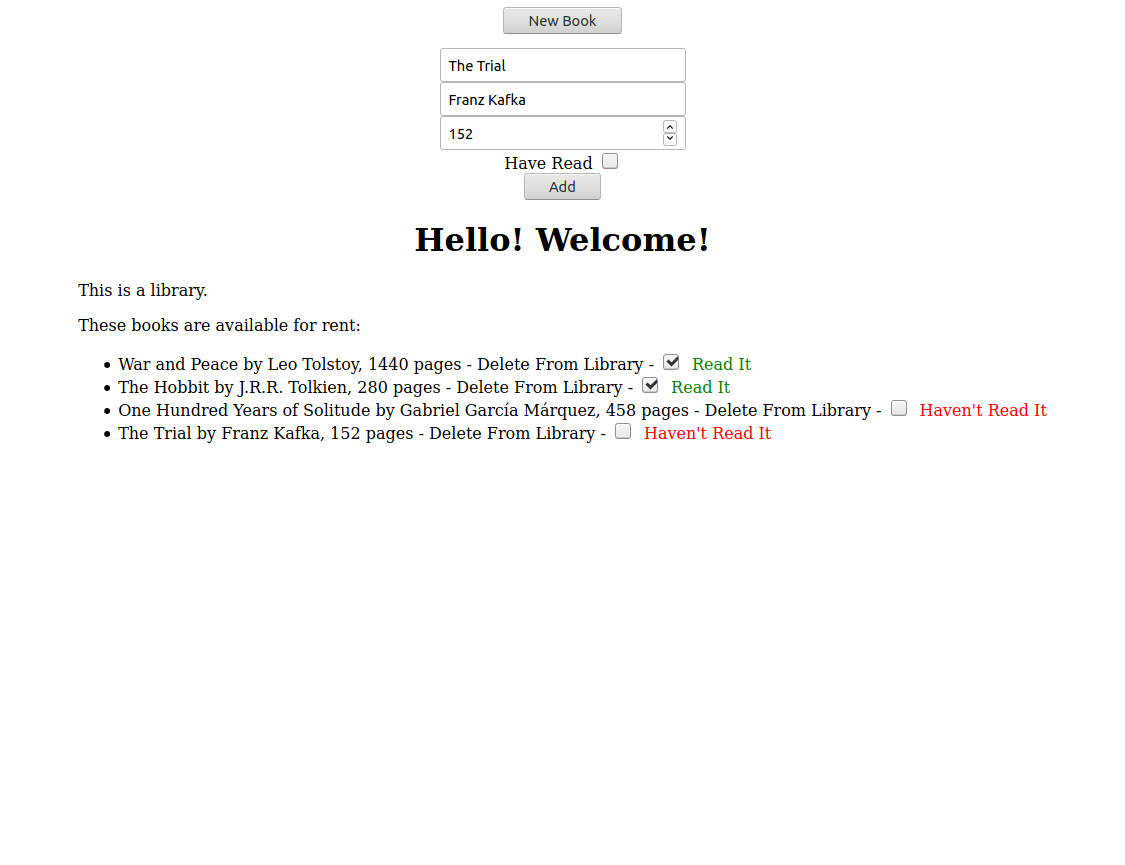 New Book
The Trial
Franz Kafka
152
Have Read
Add
Hello! Welcome!
This is a library.
These books are available for rent:
War and Peace by Leo Tolstoy, 1440 pages - Delete From Library - Read It
The Hobbit by J.R.R. Tolkien, 280 pages - Delete From Library - Read It
One Hundred Years of Solitude by Gabriel García Márquez, 458 pages - Delete From Library - Haven't Read It
The Trial by Franz Kafka, 152 pages - Delete From Library - Haven't Read It